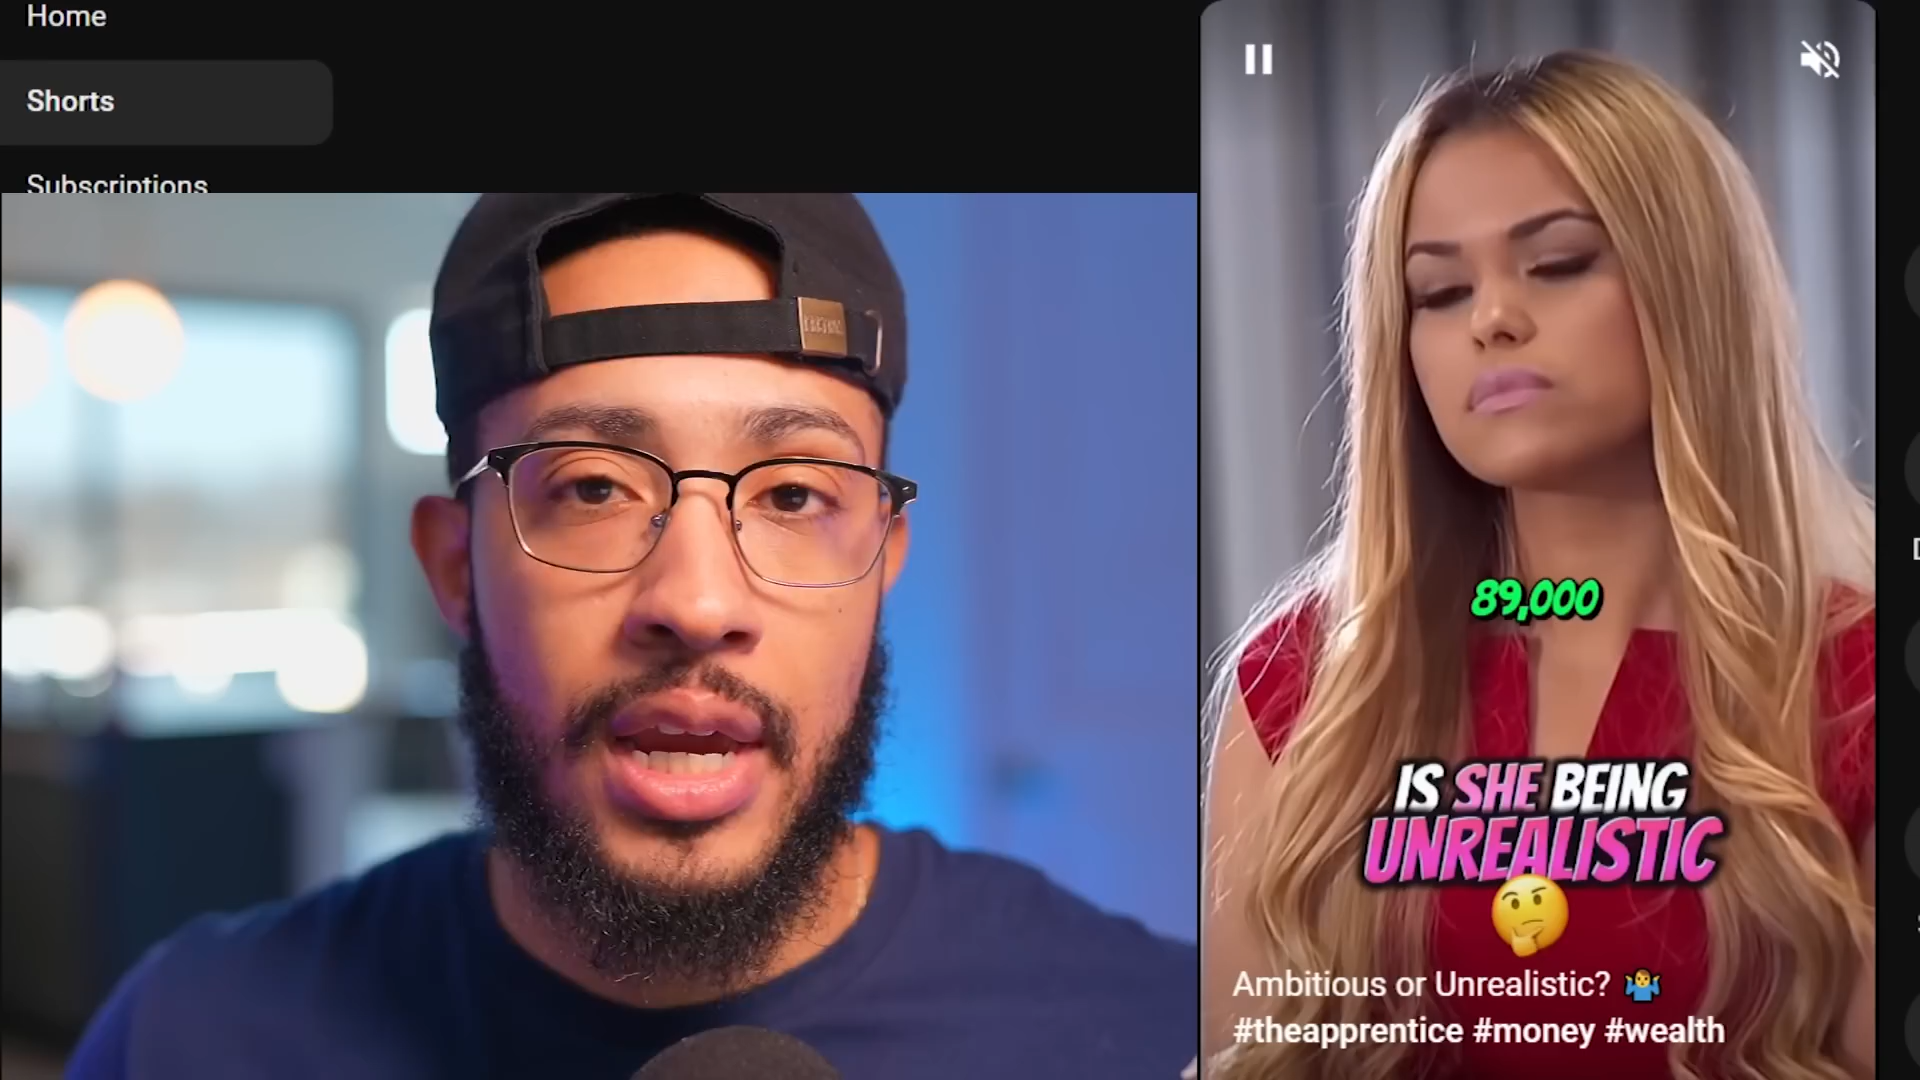 Home
Shorts
Subscriptions
89,000
IS SHE BEING
UNREALISTIC
Ambitious or Unrealistic?
#theapprentice #money #wealth